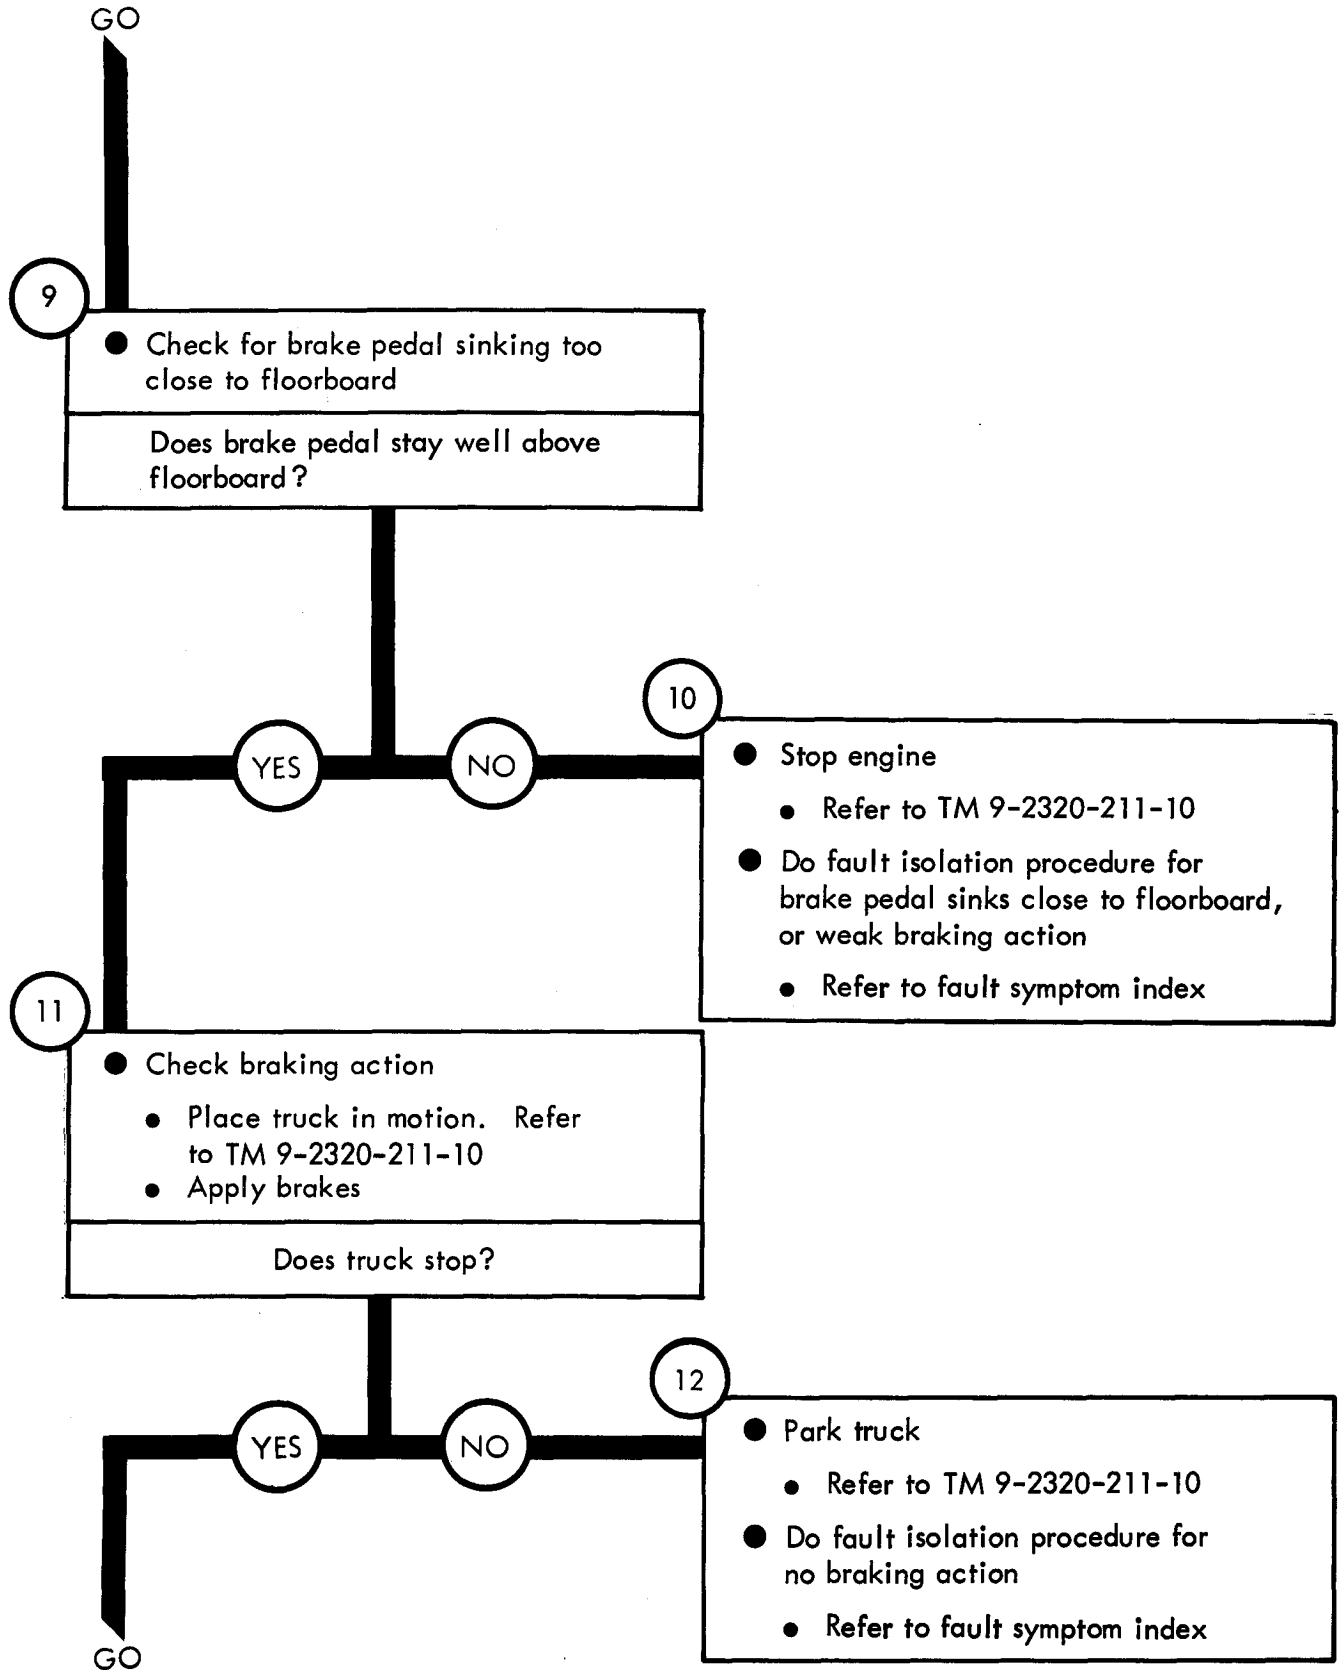 GO
9
● Check for brake pedal sinking too
close to floorboard
Does brake pedal stay well above
floorboard?
YES
NO
10
● Stop engine
● Refer to TM 9-2320-211-10
● Do fault isolation procedure for
brake pedal sinks close to floorboard,
or weak braking action
● Refer to fault symptom index
11
● Check braking action
● Place truck in motion. Refer
to TM 9-2320-211-10
● Apply brakes
Does truck stop?
YES
NO
12
● Park truck
● Refer to TM 9-2320-211-10
● Do fault isolation procedure for
no braking action
● Refer to fault symptom index
GO